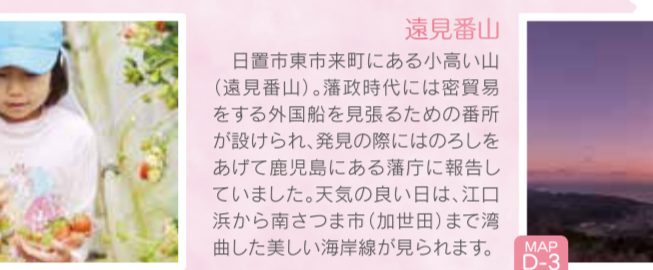 遠見番山
日置市東市来町にある小高い山
(遠見番山)。藩政時代には密貿易
をする外国船を見張るための番所
が設けられ、発見の際にはのろしを
あげて鹿児島にある藩庁に報告し
ていました。天気の良い日は、江口
浜から南さつま市(加世田)まで湾
曲した美しい海岸線が見られます。
MAP
D-3